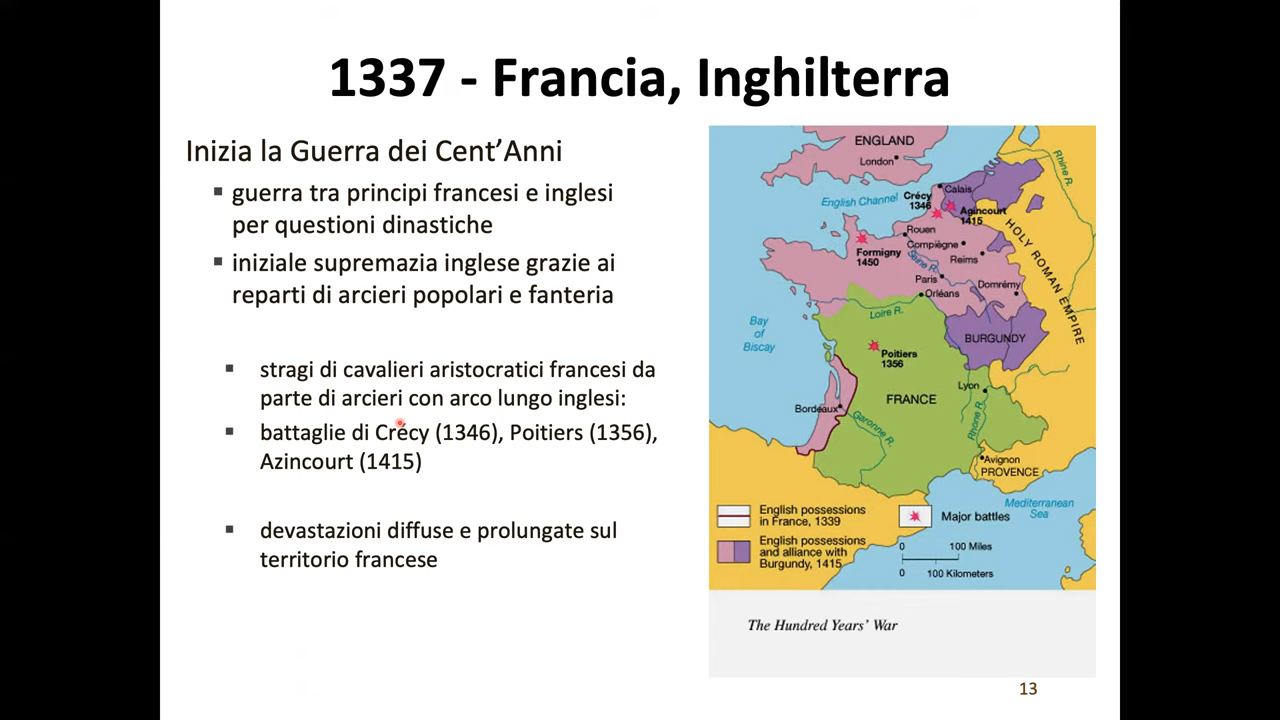 1337 - Francia, Inghilterra
Inizia la Guerra dei Cent’Anni
▪ guerra tra principi francesi e inglesi
per questioni dinastiche
▪ iniziale supremazia inglese grazie ai
reparti di arcieri popolari e fanteria
▪ stragi di cavalieri aristocratici francesi da
parte di arcieri con arco lungo inglesi:
▪ battaglie di Crécy (1346), Poitiers (1356),
Azincourt (1415)
▪ devastazioni diffuse e prolungate sul
territorio francese
ENGLAND
London
Rhine R.
English Channel
Crécy
1346
Calais
Agincourt
1415
Rouen
Formigny
1450
Compiègne
Seine R.
Reims
HOLY ROMAN EMPIRE
Paris
Domrémy
Orléans
Loire R.
Bay
of
Biscay
BURGUNDY
Poitiers
1356
Lyon
FRANCE
Bordeaux
Garonne R.
Rhone R.
Avignon
PROVENCE
Mediterranean
Sea
English possessions
in France, 1339
Major battles
English possessions
and alliance with
Burgundy, 1415
0 100 Miles
0 100 Kilometers
The Hundred Years’ War
13